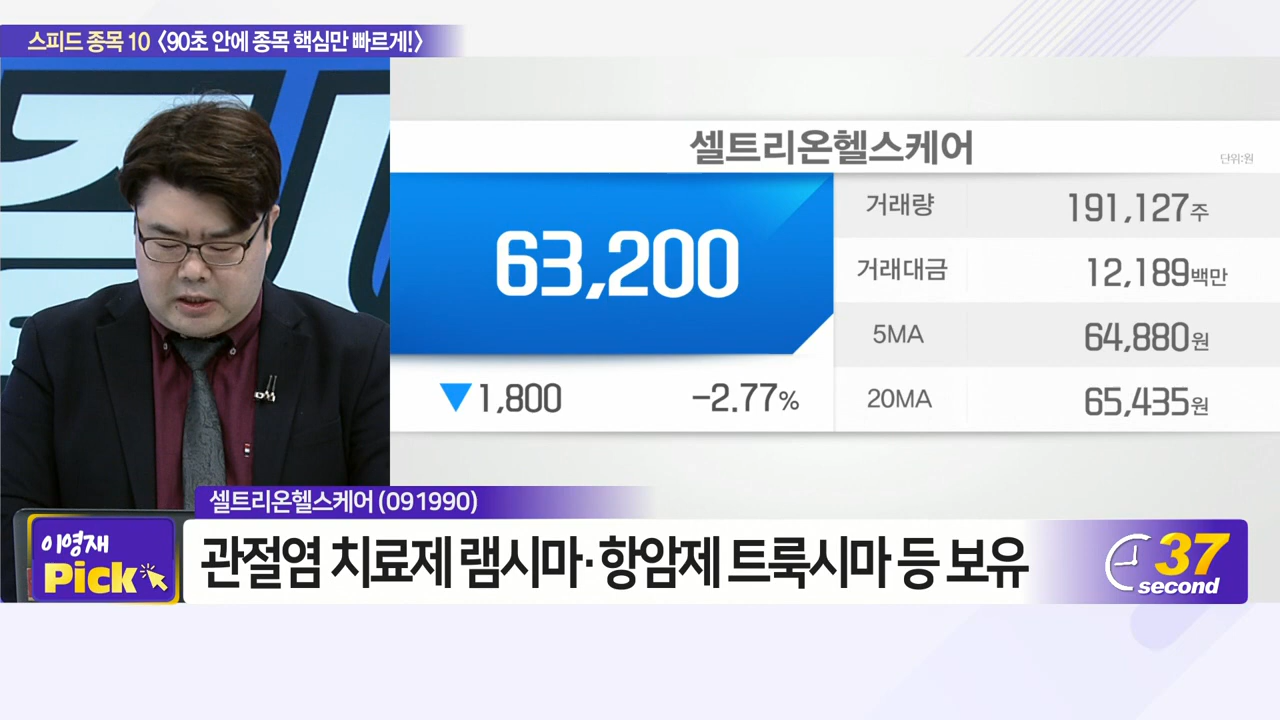 스피드 종목 10 〈90초 안에 종목 핵심만 빠르게!〉
셀트리온헬스케어
단위:원
63,200
▼1,800 -2.77%
거래량 191,127주
거래대금 12,189백만
5MA 64,880원
20MA 65,435원
셀트리온헬스케어 (091990)
이영재
Pick
관절염 치료제 램시마·항암제 트룩시마 등 보유
37
second